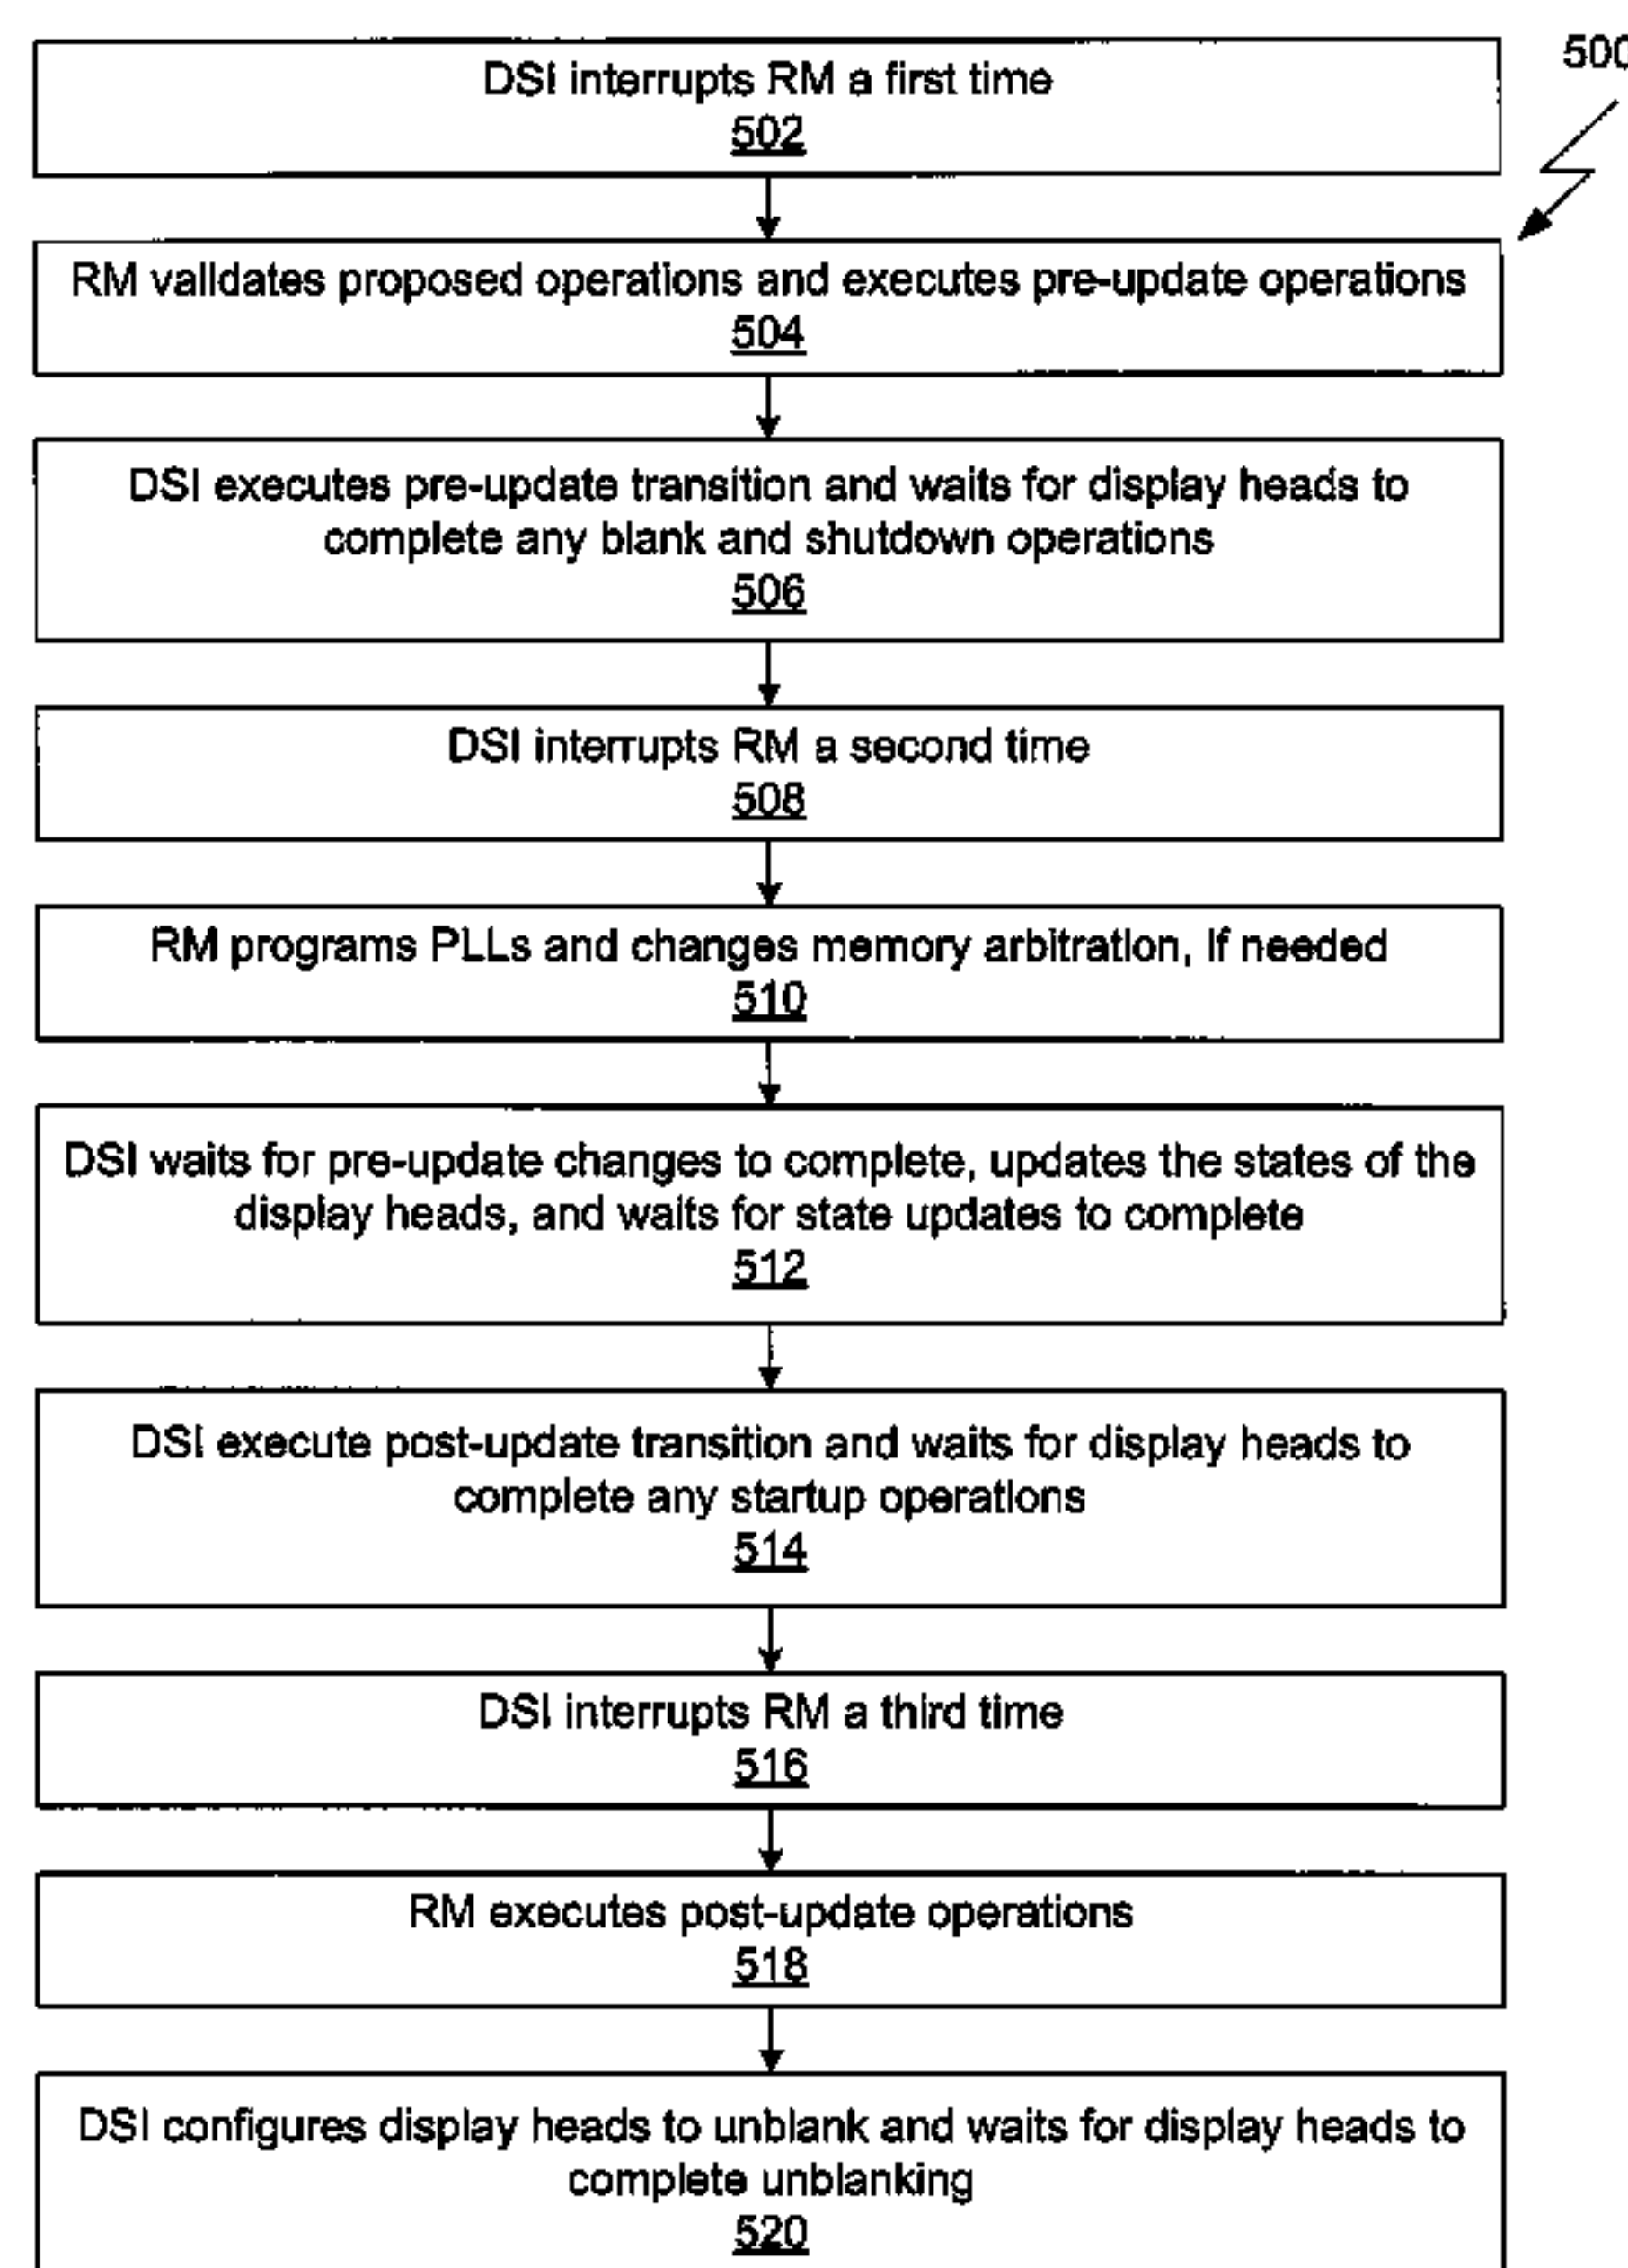 500
DSI interrupts RM a first time
502
RM validates proposed operations and executes pre-update operations
504
DSI executes pre-update transition and waits for display heads to
complete any blank and shutdown operations
506
DSI interrupts RM a second time
508
RM programs PLLs and changes memory arbitration, if needed
510
DSI waits for pre-update changes to complete, updates the states of the
display heads, and waits for state updates to complete
512
DSI execute post-update transition and waits for display heads to
complete any startup operations
514
DSI interrupts RM a third time
516
RM executes post-update operations
518
DSI configures display heads to unblank and waits for display heads to
complete unblanking
520